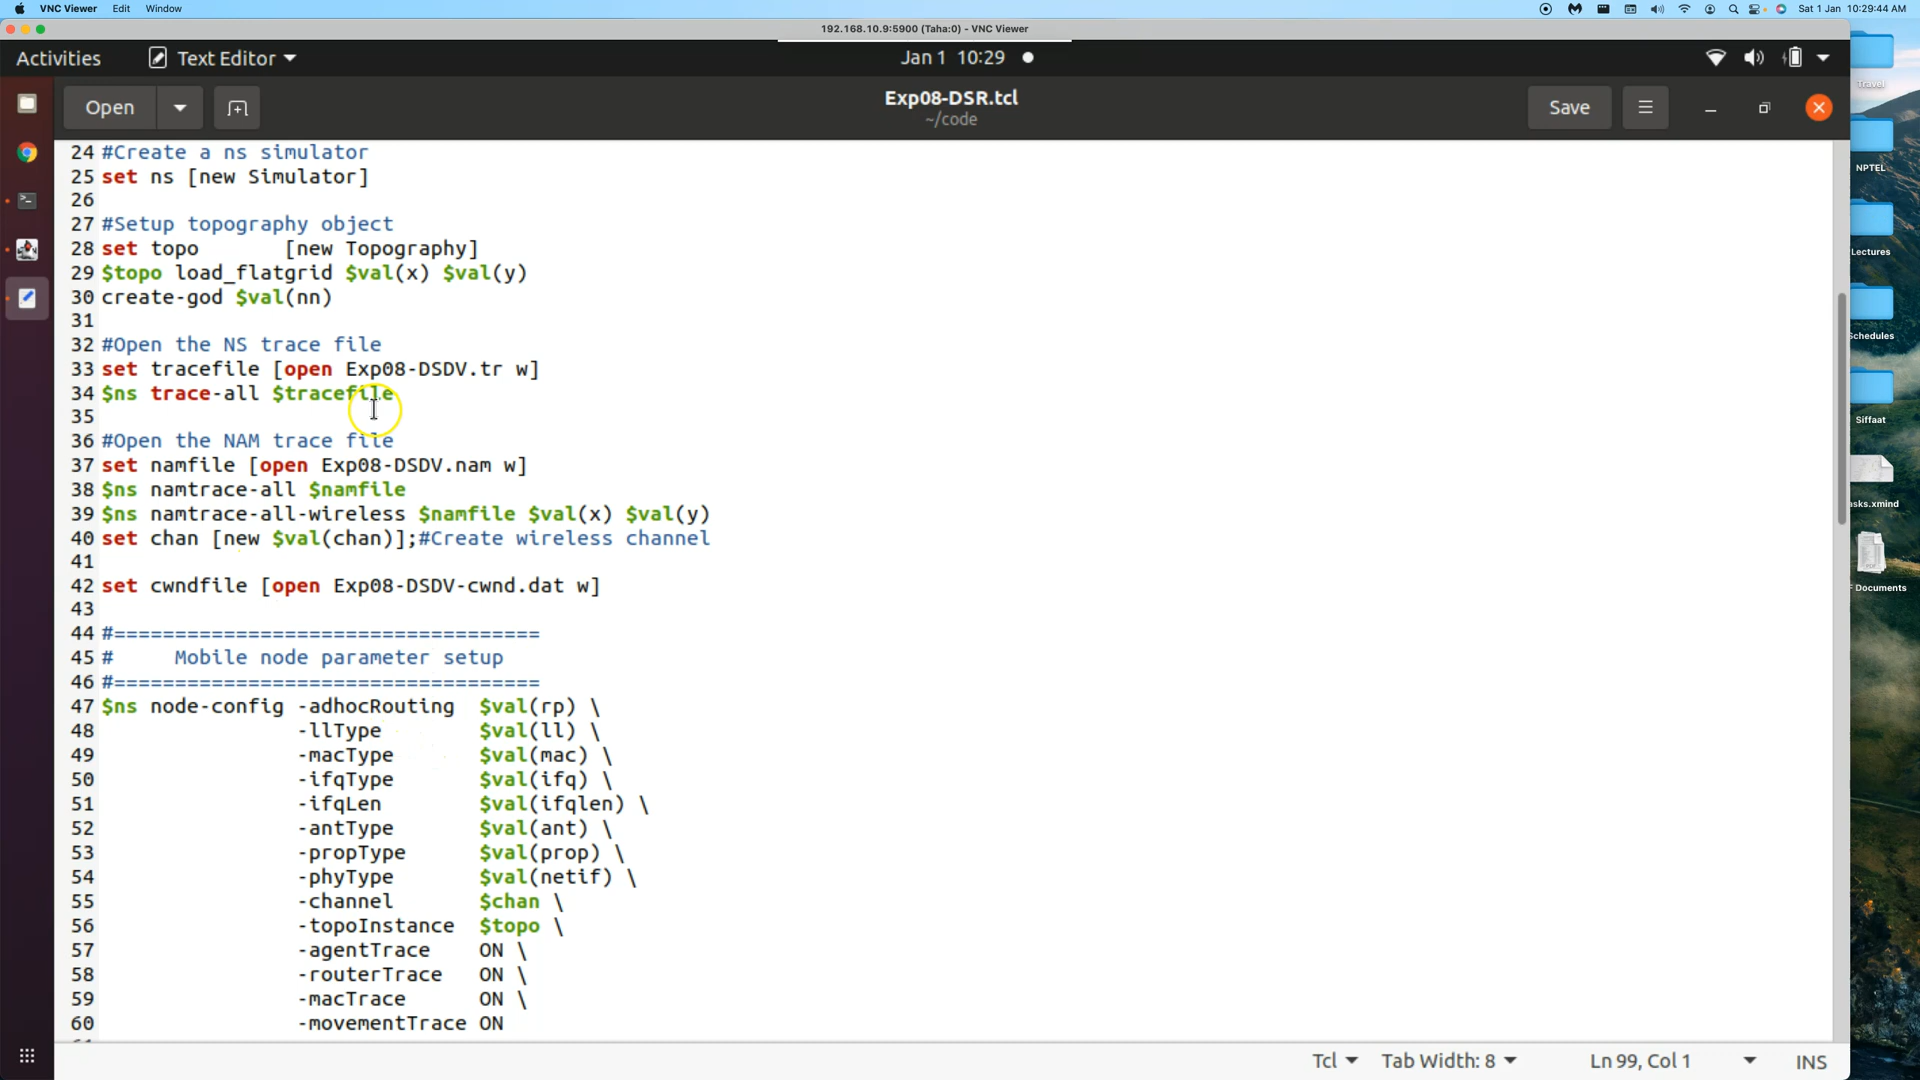 VNC Viewer Edit Window
Sat 1 Jan 10:29:44 AM
192.168.10.9:5900 (Taha:0) - VNC Viewer
Activities Text Editor Jan 1 10:29
Open Exp08-DSR.tcl Save
~/code
24 #Create a ns simulator
25 set ns [new Simulator]
26
27 #Setup topography object
28 set topo       [new Topography]
29 $topo load_flatgrid $val(x) $val(y)
30 create-god $val(nn)
31
32 #Open the NS trace file
33 set tracefile [open Exp08-DSDV.tr w]
34 $ns trace-all $tracefile
35
36 #Open the NAM trace file
37 set namfile [open Exp08-DSDV.nam w]
38 $ns namtrace-all $namfile
39 $ns namtrace-all-wireless $namfile $val(x) $val(y)
40 set chan [new $val(chan)];#Create wireless channel
41
42 set cwndfile [open Exp08-DSDV-cwnd.dat w]
43
44 #===================================
45 #     Mobile node parameter setup
46 #===================================
47 $ns node-config -adhocRouting  $val(rp) \
48                 -llType        $val(ll) \
49                 -macType       $val(mac) \
50                 -ifqType       $val(ifq) \
51                 -ifqLen        $val(ifqlen) \
52                 -antType       $val(ant) \
53                 -propType      $val(prop) \
54                 -phyType       $val(netif) \
55                 -channel       $chan \
56                 -topoInstance  $topo \
57                 -agentTrace    ON \
58                 -routerTrace   ON \
59                 -macTrace      ON \
60                 -movementTrace ON
Tcl Tab Width: 8 Ln 99, Col 1 INS
Travel
NPTEL
Lectures
Schedules
Siffaat
asks.xmind
F Documents